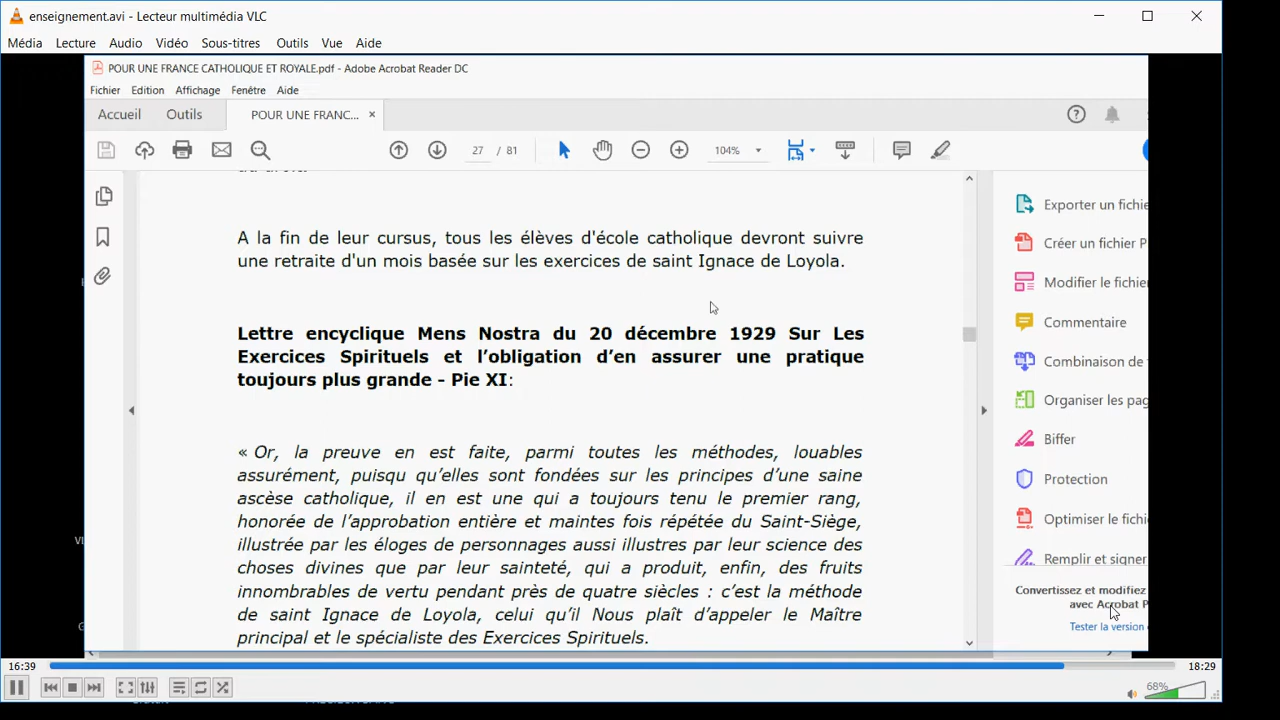 enseignement.avi - Lecteur multimédia VLC
Média Lecture Audio Vidéo Sous-titres Outils Vue Aide
POUR UNE FRANCE CATHOLIQUE ET ROYALE.pdf - Adobe Acrobat Reader DC
Fichier Edition Affichage Fenêtre Aide
Accueil Outils POUR UNE FRANC... ×
27 / 81 104%
A la fin de leur cursus, tous les élèves d'école catholique devront suivre
une retraite d'un mois basée sur les exercices de saint Ignace de Loyola.
Lettre encyclique Mens Nostra du 20 décembre 1929 Sur Les
Exercices Spirituels et l’obligation d’en assurer une pratique
toujours plus grande - Pie XI:
« Or, la preuve en est faite, parmi toutes les méthodes, louables
assurément, puisqu qu’elles sont fondées sur les principes d’une saine
ascèse catholique, il en est une qui a toujours tenu le premier rang,
honorée de l’approbation entière et maintes fois répétée du Saint-Siège,
illustrée par les éloges de personnages aussi illustres par leur science des
choses divines que par leur sainteté, qui a produit, enfin, des fruits
innombrables de vertu pendant près de quatre siècles : c’est la méthode
de saint Ignace de Loyola, celui qu’il Nous plaît d’appeler le Maître
principal et le spécialiste des Exercices Spirituels.
Exporter un fichie
Créer un fichier P
Modifier le fichie
Commentaire
Combinaison de
Organiser les pag
Biffer
Protection
Optimiser le fichi
Remplir et signer
Convertissez et modifiez
avec Acrobat P
Tester la version
16:39 18:29
68%